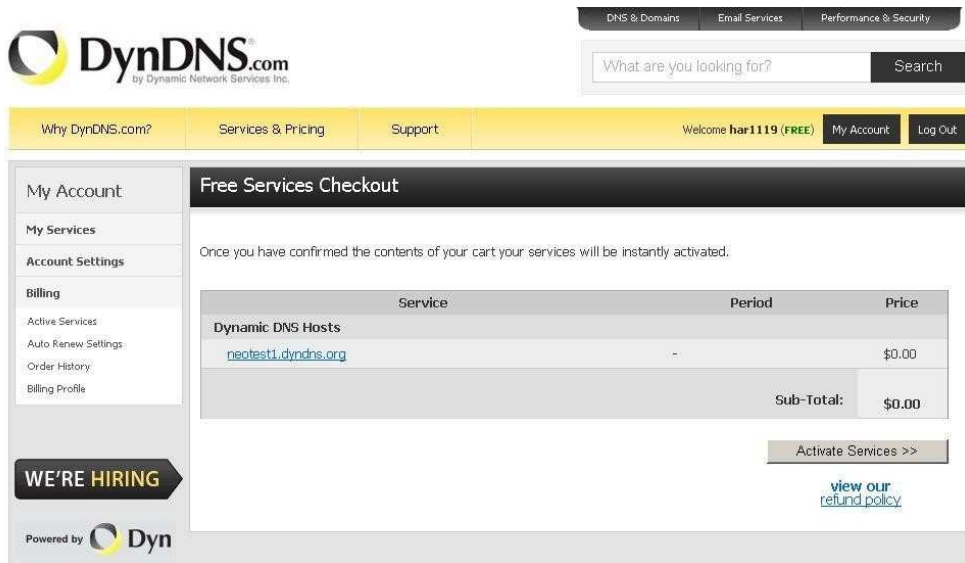 DNS & Domains Email Services Performance & Security
DynDNS.com
by Dynamic Network Services Inc.
What are you looking for? Search
Why DynDNS.com? Services & Pricing Support Welcome har1119 (FREE) My Account Log Out
My Account
My Services
Account Settings
Billing
Active Services
Auto Renew Settings
Order History
Billing Profile
WE'RE HIRING
Powered by Dyn
Free Services Checkout
Once you have confirmed the contents of your cart your services will be instantly activated.
Service Period Price
Dynamic DNS Hosts
neotest1.dyndns.org - $0.00
Sub-Total: $0.00
Activate Services >>
view our
refund policy